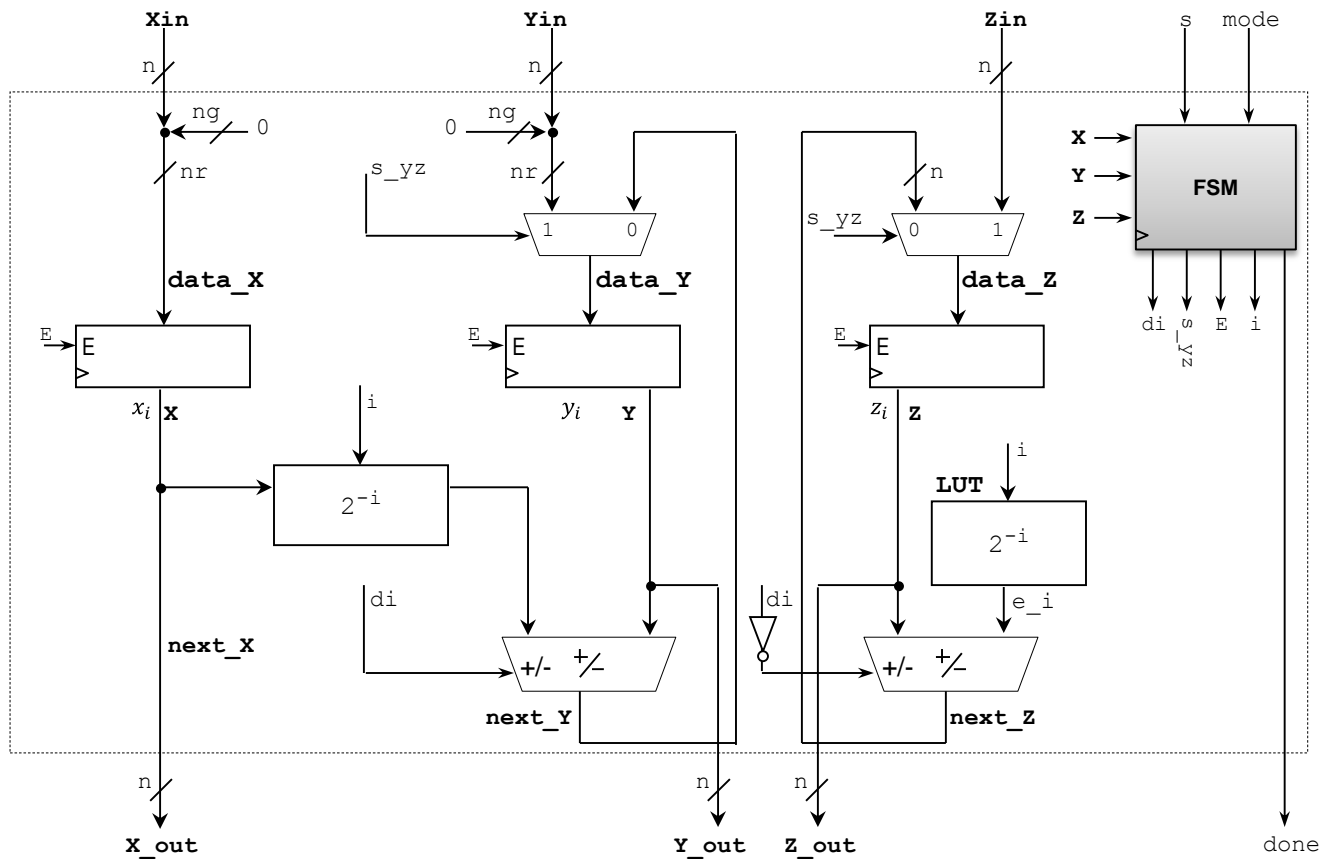 Xin Yin Zin s mode
n n n
ng 0 0 ng
nr s_yz nr n
X
Y
Z
FSM
1 0 s_yz 0 1
data_X data_Y data_Z
di s_yz E i
E E E E E E
x_i X i y_i Y z_i Z
i
LUT
2^{-i} 2^{-i}
di di e_i
next_X +/- +/− +/- +/−
next_Y next_Z
n n n
X_out Y_out Z_out done